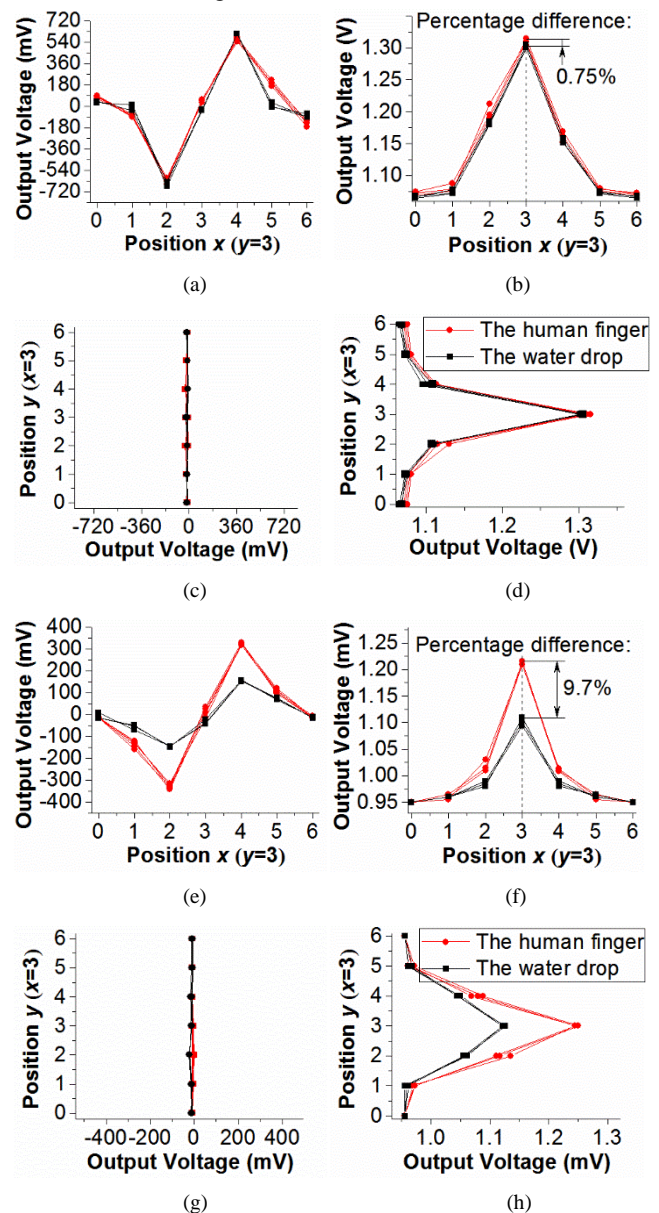 Output Voltage (mV)
720
540
360
180
0
-180
-360
-540
-720
0 1 2 3 4 5 6
Position x (y=3)
(a)
Percentage difference:
0.75%
Output Voltage (V)
1.30
1.25
1.20
1.15
1.10
0 1 2 3 4 5 6
Position x (y=3)
(b)
Position y (x=3)
6
5
4
3
2
1
0
-720 -360 0 360 720
Output Voltage (mV)
(c)
The human finger
The water drop
Position y (x=3)
6
5
4
3
2
1
0
1.1 1.2 1.3
Output Voltage (V)
(d)
Output Voltage (mV)
400
300
200
100
0
-100
-200
-300
-400
0 1 2 3 4 5 6
Position x (y=3)
(e)
Percentage difference:
9.7%
Output Voltage (mV)
1.25
1.20
1.15
1.10
1.05
1.00
0.95
0 1 2 3 4 5 6
Position x (y=3)
(f)
Position y (x=3)
6
5
4
3
2
1
0
-400 -200 0 200 400
Output Voltage (mV)
(g)
The human finger
The water drop
Position y (x=3)
6
5
4
3
2
1
0
1.0 1.1 1.2 1.3
Output Voltage (mV)
(h)